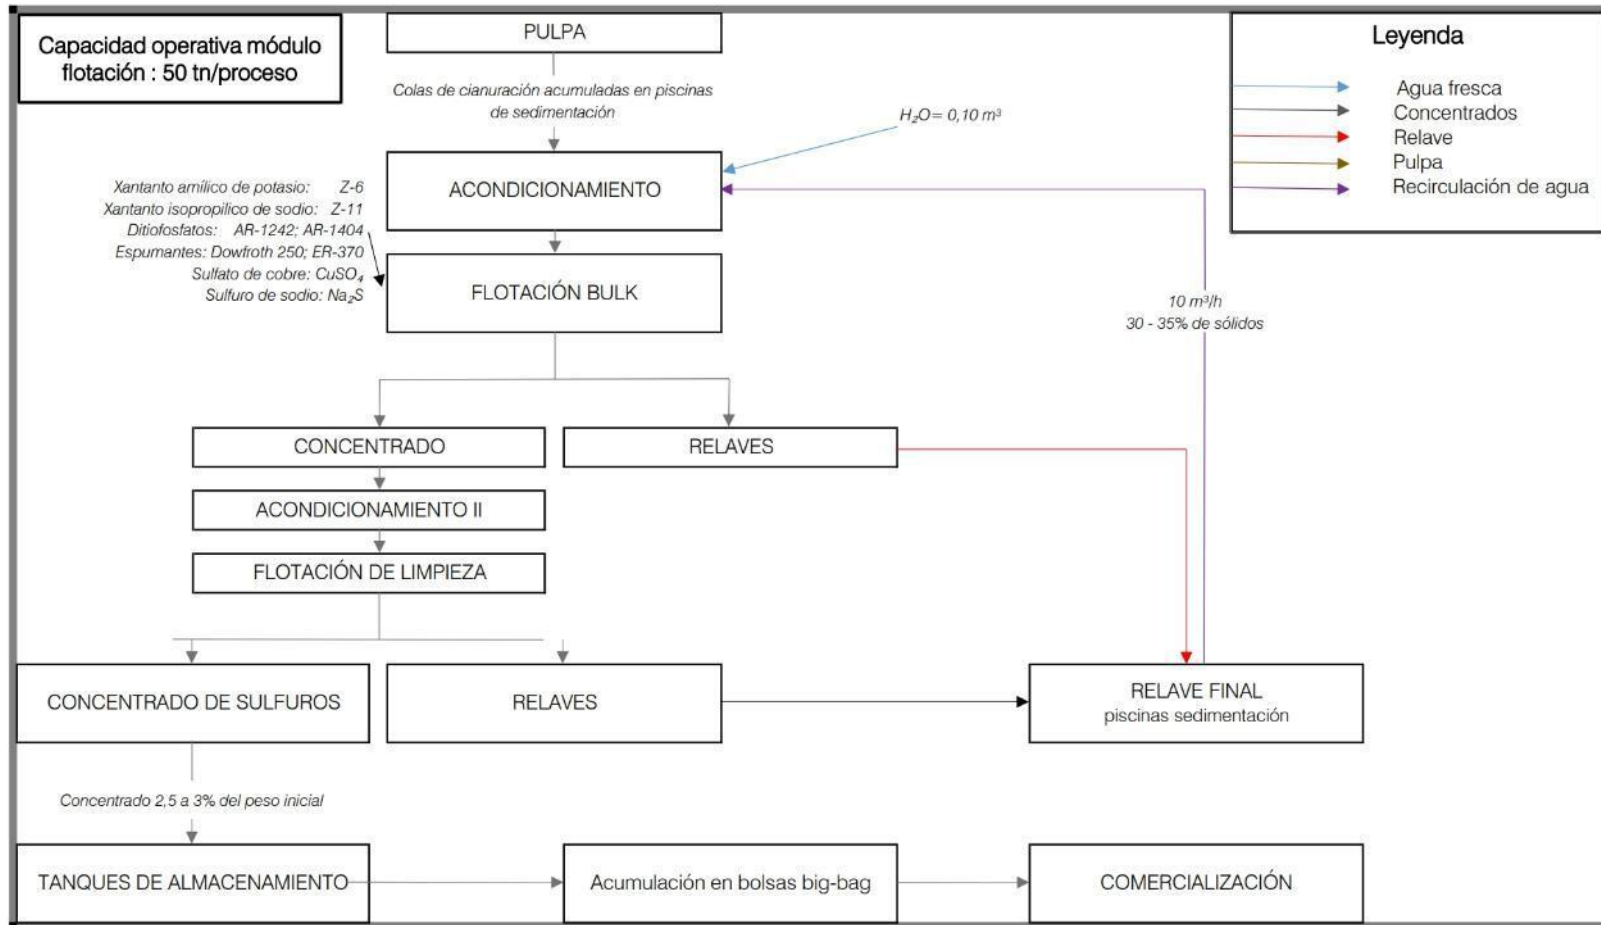 Capacidad operativa módulo
flotación : 50 tn/proceso
PULPA
Colas de cianuración acumuladas en piscinas
de sedimentación
H₂O= 0,10 m³
Leyenda
Agua fresca
Concentrados
Relave
Pulpa
Recirculación de agua
ACONDICIONAMIENTO
Xantanto amílico de potasio: Z-6
Xantanto isopropilico de sodio: Z-11
Ditiofosfatos: AR-1242; AR-1404
Espumantes: Dowfroth 250; ER-370
Sulfato de cobre: CuSO₄
Sulfuro de sodio: Na₂S
FLOTACIÓN BULK
10 m³/h
30 - 35% de sólidos
CONCENTRADO
RELAVES
ACONDICIONAMIENTO II
FLOTACIÓN DE LIMPIEZA
CONCENTRADO DE SULFUROS
RELAVES
RELAVE FINAL
piscinas sedimentación
Concentrado 2,5 a 3% del peso inicial
TANQUES DE ALMACENAMIENTO
Acumulación en bolsas big-bag
COMERCIALIZACIÓN